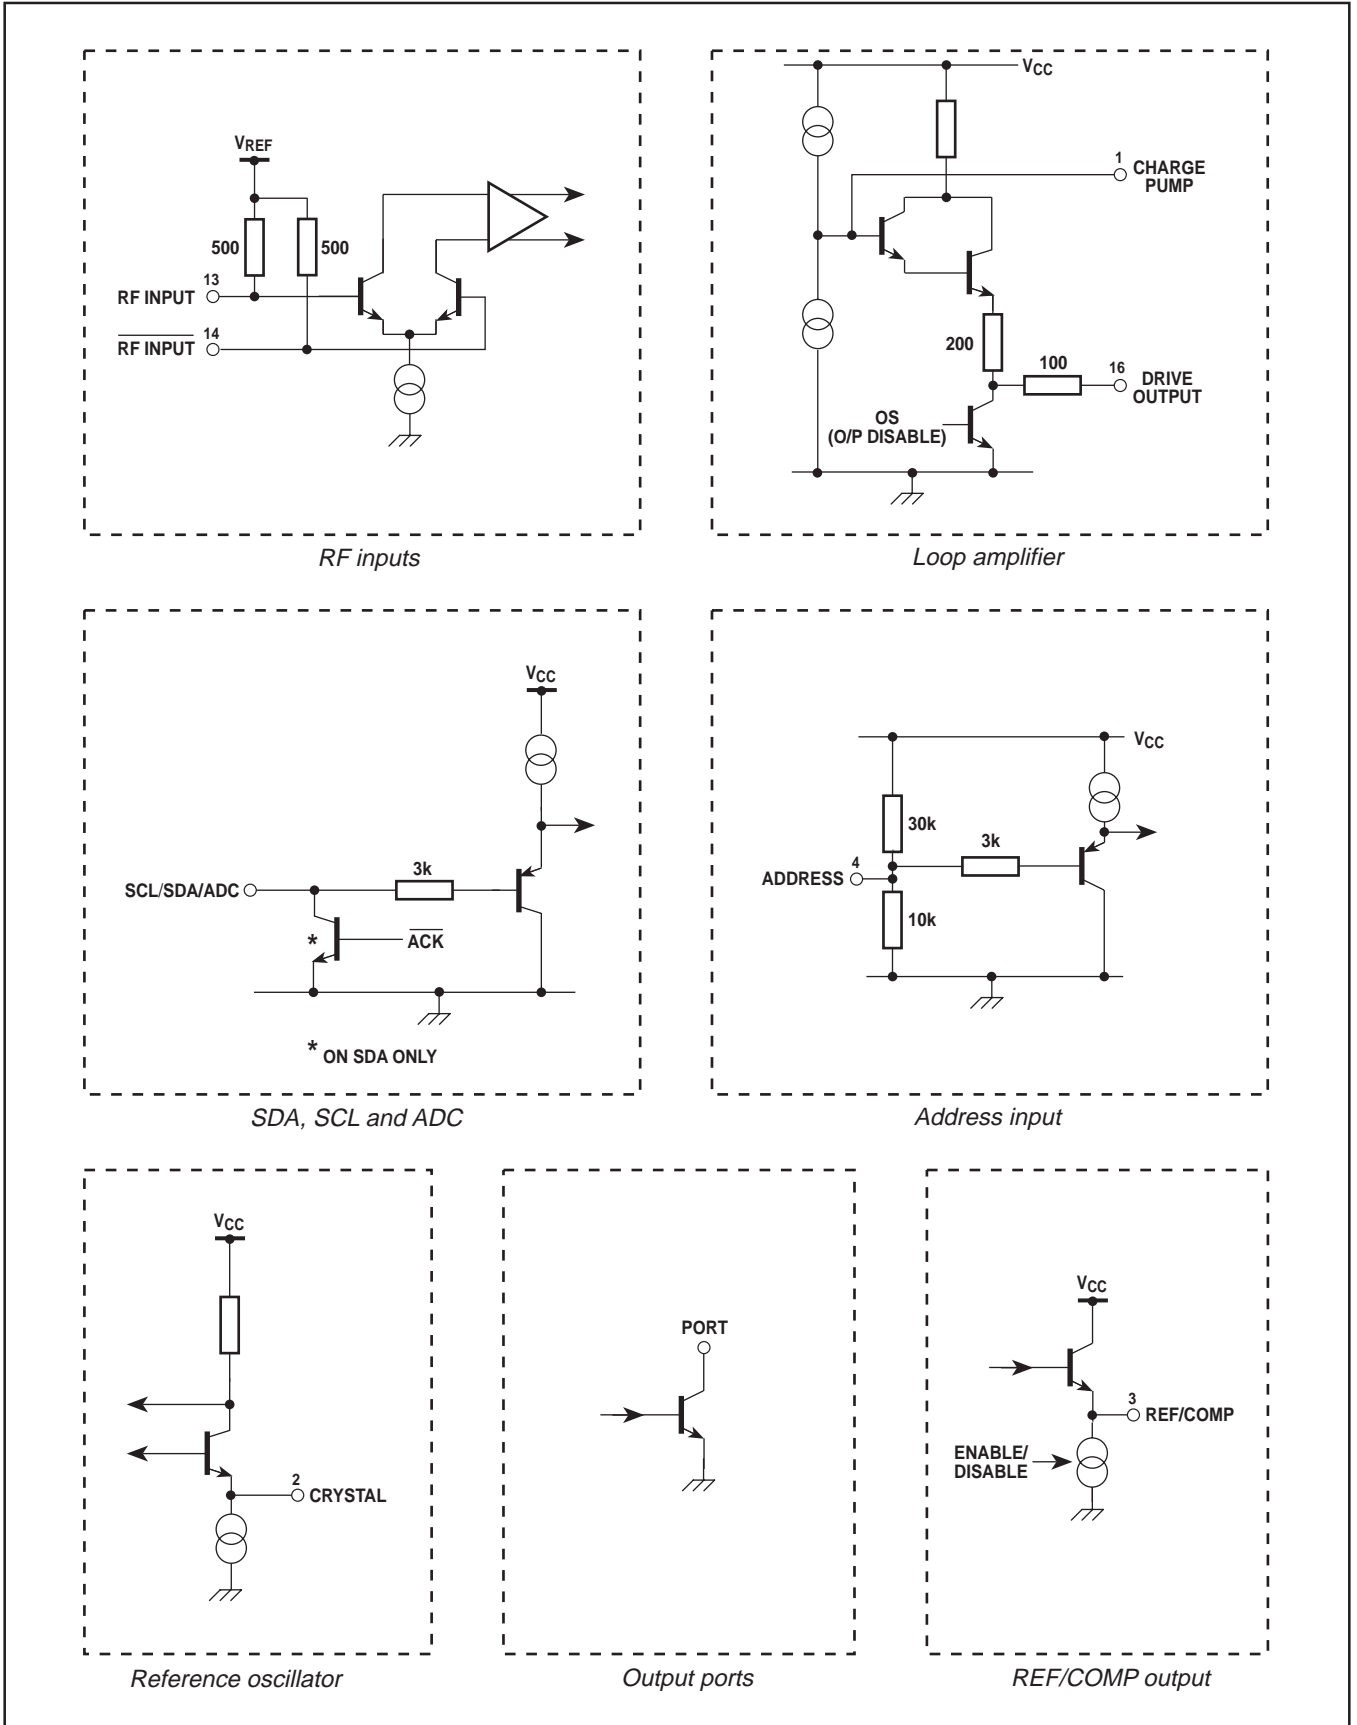 VREF
500
500
13
RF INPUT
14
RF INPUT
RF inputs
VCC
1
CHARGE
PUMP
200
100
16
DRIVE
OUTPUT
OS
(O/P DISABLE)
Loop amplifier
VCC
3k
SCL/SDA/ADC
*
ACK
* ON SDA ONLY
SDA, SCL and ADC
VCC
30k
3k
4
ADDRESS
10k
Address input
VCC
2
CRYSTAL
Reference oscillator
PORT
Output ports
VCC
3
REF/COMP
ENABLE/
DISABLE
REF/COMP output